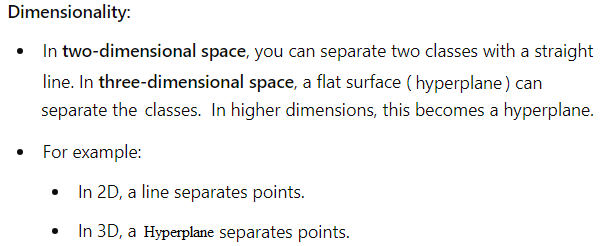 Dimensionality:
• In two-dimensional space, you can separate two classes with a straight
line. In three-dimensional space, a flat surface (hyperplane) can
separate the classes. In higher dimensions, this becomes a hyperplane.
• For example:
• In 2D, a line separates points.
• In 3D, a Hyperplane separates points.